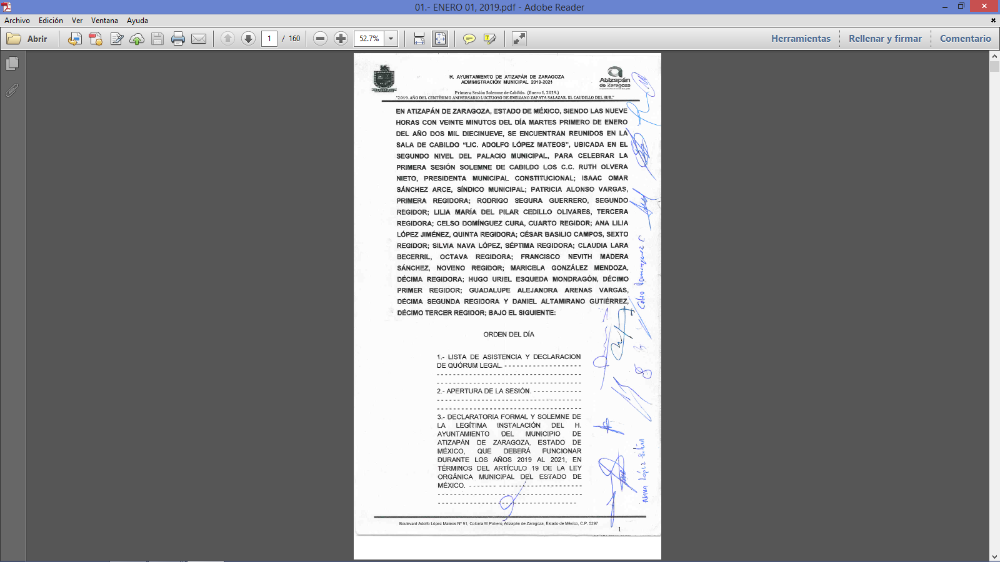 01.- ENERO 01, 2019.pdf - Adobe Reader
Archivo Edición Ver Ventana Ayuda
Abrir 1 / 160 52.7% Herramientas Rellenar y firmar Comentario
H. AYUNTAMIENTO DE ATIZAPÁN DE ZARAGOZA
ADMINISTRACIÓN MUNICIPAL 2019-2021
Atizapán
de Zaragoza
Primera Sesión Solemne de Cabildo. (Enero 1, 2019.)
"2019. AÑO DEL CENTÉSIMO ANIVERSARIO LUCTUOSO DE EMILIANO ZAPATA SALAZAR. EL CAUDILLO DEL SUR."
EN ATIZAPÁN DE ZARAGOZA, ESTADO DE MÉXICO, SIENDO LAS NUEVE
HORAS CON VEINTE MINUTOS DEL DÍA MARTES PRIMERO DE ENERO
DEL AÑO DOS MIL DIECINUEVE, SE ENCUENTRAN REUNIDOS EN LA
SALA DE CABILDO “LIC. ADOLFO LÓPEZ MATEOS”, UBICADA EN EL
SEGUNDO NIVEL DEL PALACIO MUNICIPAL, PARA CELEBRAR LA
PRIMERA SESIÓN SOLEMNE DE CABILDO LOS C.C. RUTH OLVERA
NIETO, PRESIDENTA MUNICIPAL CONSTITUCIONAL; ISAAC OMAR
SÁNCHEZ ARCE, SÍNDICO MUNICIPAL; PATRICIA ALONSO VARGAS,
PRIMERA REGIDORA; RODRIGO SEGURA GUERRERO, SEGUNDO
REGIDOR; LILIA MARÍA DEL PILAR CEDILLO OLIVARES, TERCERA
REGIDORA; CELSO DOMÍNGUEZ CURA, CUARTO REGIDOR; ANA LILIA
LÓPEZ JIMÉNEZ, QUINTA REGIDORA; CÉSAR BASILIO CAMPOS, SEXTO
REGIDOR; SILVIA NAVA LÓPEZ, SÉPTIMA REGIDORA; CLAUDIA LARA
BECERRIL, OCTAVA REGIDORA; FRANCISCO NEVITH MADERA
SÁNCHEZ, NOVENO REGIDOR; MARICELA GONZÁLEZ MENDOZA,
DÉCIMA REGIDORA; HUGO URIEL ESQUEDA MONDRAGÓN, DÉCIMO
PRIMER REGIDOR; GUADALUPE ALEJANDRA ARENAS VARGAS,
DÉCIMA SEGUNDA REGIDORA Y DANIEL ALTAMIRANO GUTIÉRREZ,
DÉCIMO TERCER REGIDOR; BAJO EL SIGUIENTE:
ORDEN DEL DÍA
1.- LISTA DE ASISTENCIA Y DECLARACION
DE QUÓRUM LEGAL. - - - - - - - - - - - - - - - - - -
- - - - - - - - - - - - - - - - - - - - - - - - - - - - - - - - -
- - - - - - - - - - - - - - - - - - - - - - - - - - - - - - - - -
2.- APERTURA DE LA SESIÓN. - - - - - - - - - - -
- - - - - - - - - - - - - - - - - - - - - - - - - - - - - - - - -
- - - - - - - - - - - - - - - - - - - - - - - - - - - - - - - - -
3.- DECLARATORIA FORMAL Y SOLEMNE DE
LA LEGÍTIMA INSTALACIÓN DEL H.
AYUNTAMIENTO DEL MUNICIPIO DE
ATIZAPÁN DE ZARAGOZA, ESTADO DE
MÉXICO, QUE DEBERÁ FUNCIONAR
DURANTE LOS AÑOS 2019 AL 2021, EN
TÉRMINOS DEL ARTÍCULO 19 DE LA LEY
ORGÁNICA MUNICIPAL DEL ESTADO DE
MÉXICO. - - - - - - - - - - - - - - - - - - - - - - - - - -
- - - - - - - - - - - - - - - - - - - - - - - - - - - - - - - - -
- - - - - - - - - - - - - - - - - - - - - - - - - - - - - - - -
Celso Dominguez C
Nava López Silvia
Boulevard Adolfo López Mateos Nº 91, Colonia El Potrero, Atizapán de Zaragoza, Estado de México, C.P. 5297
1